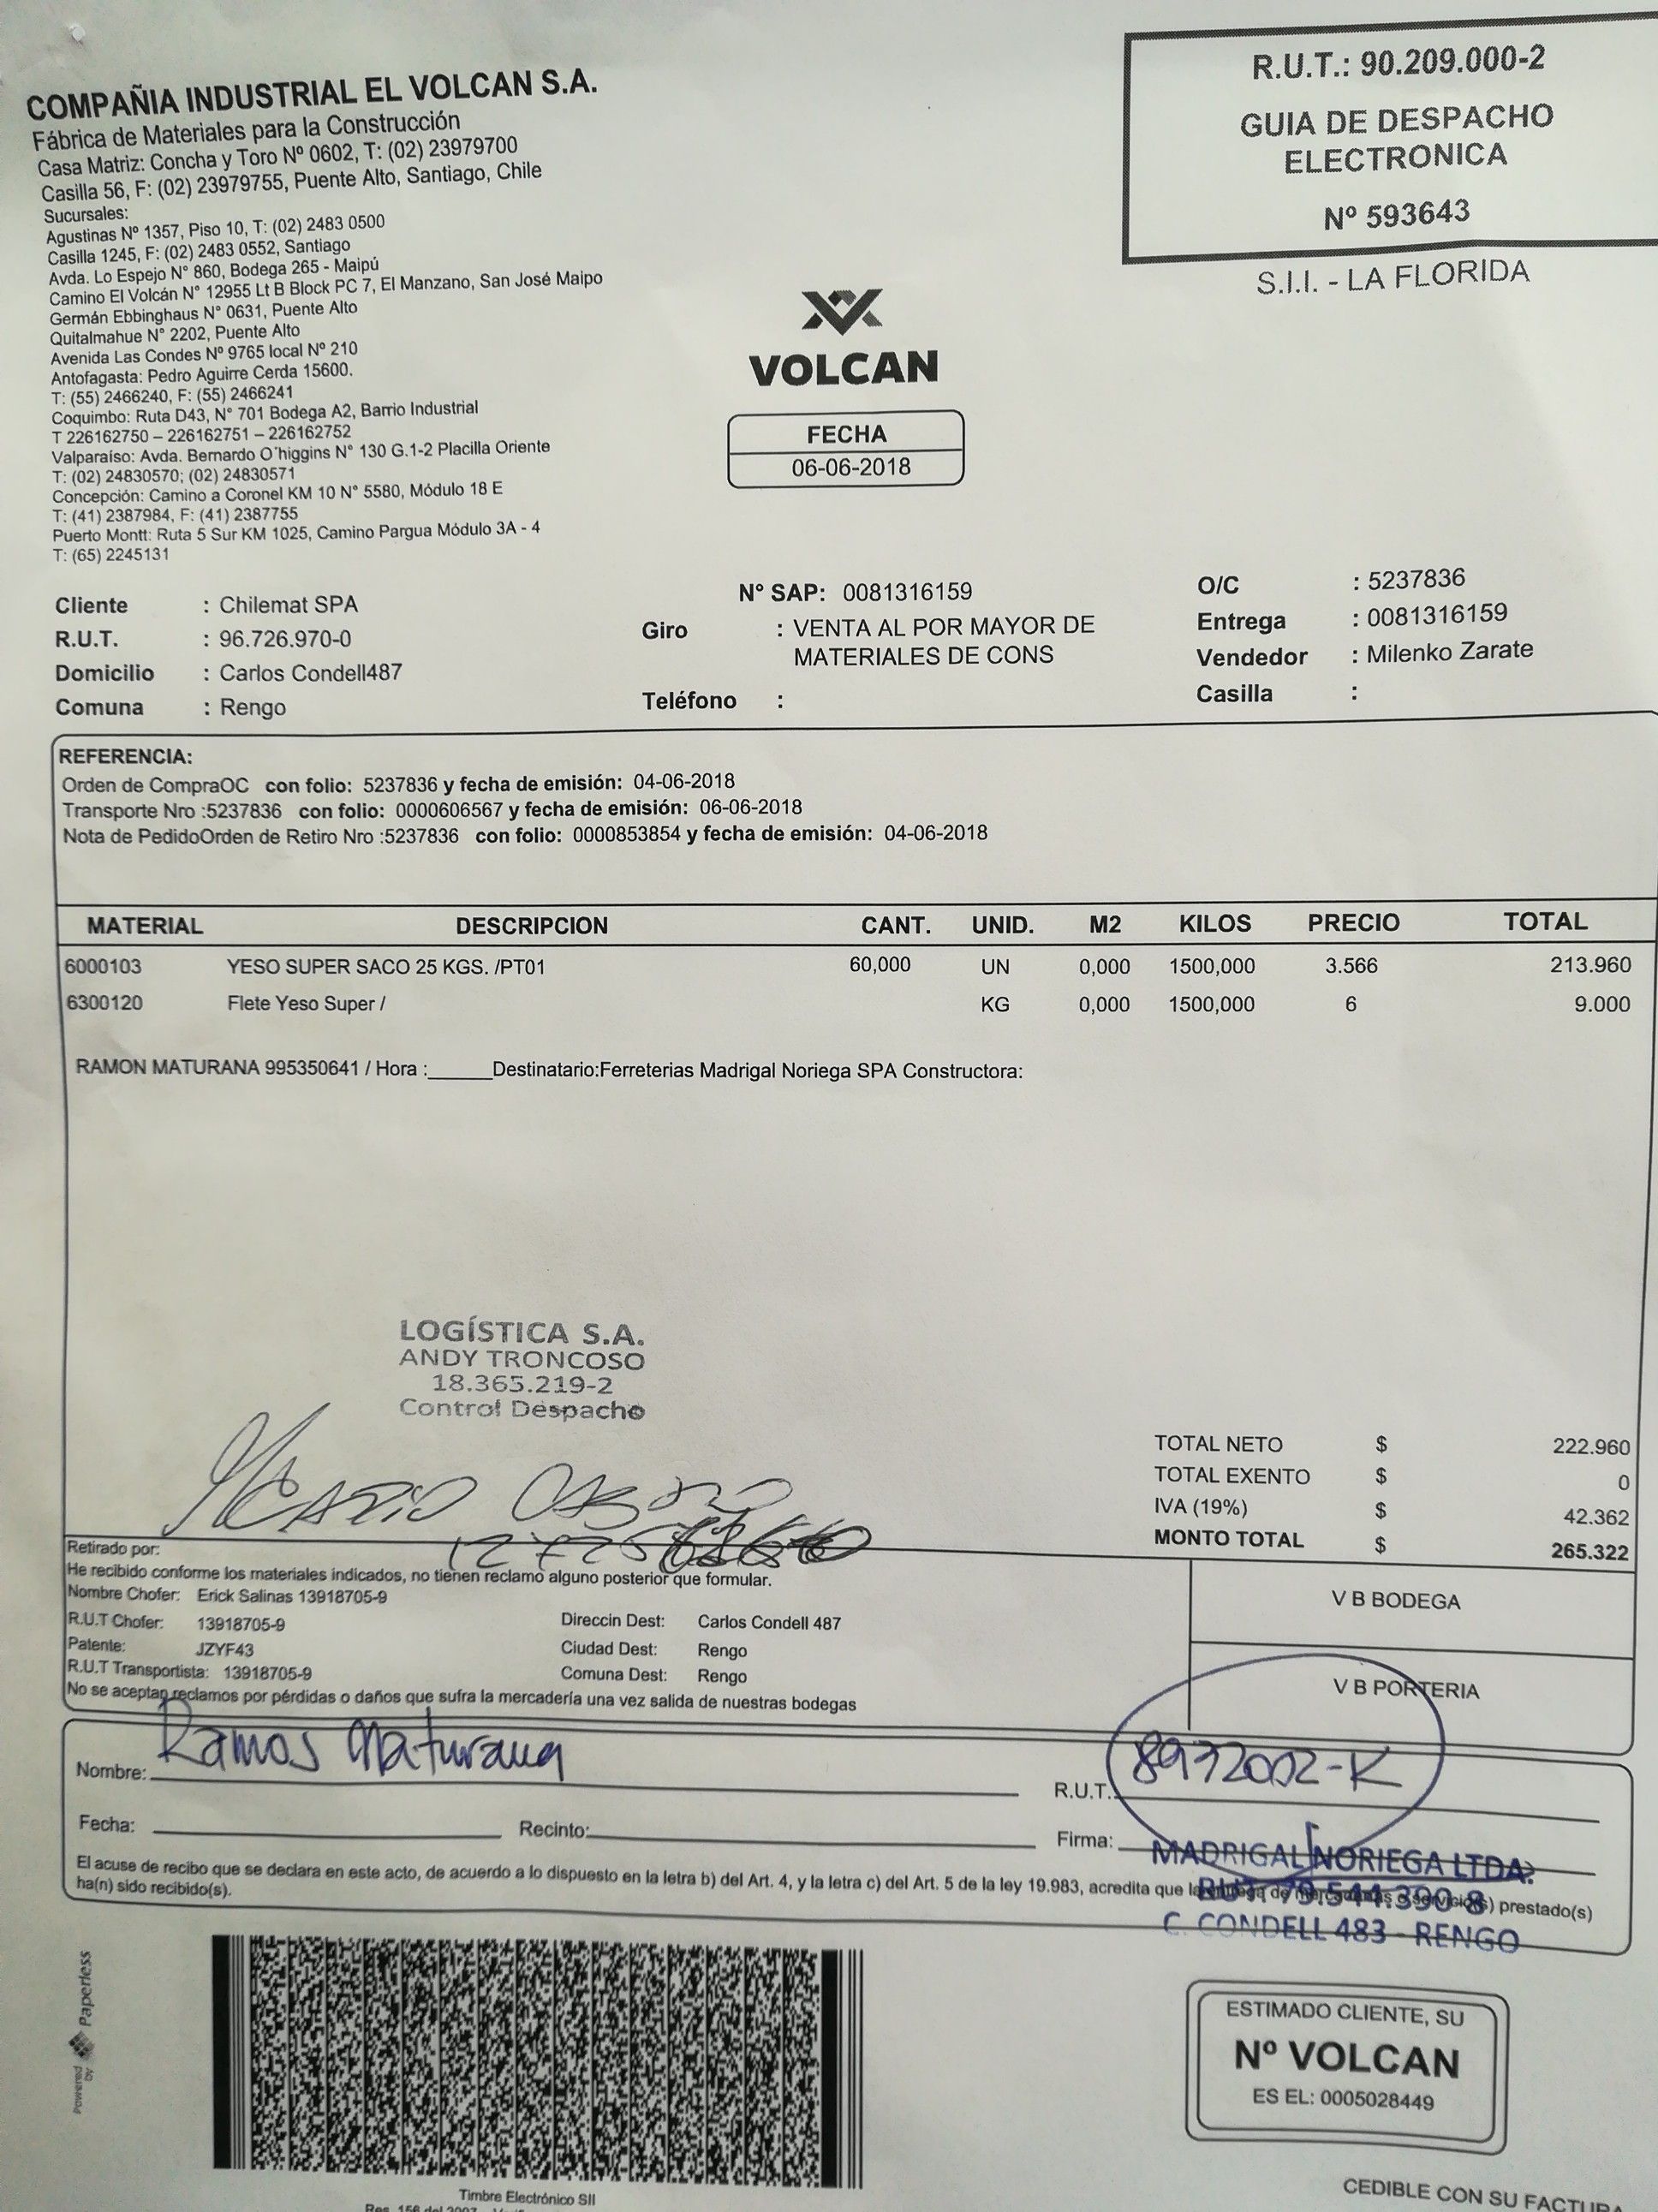 COMPAÑIA INDUSTRIAL EL VOLCAN S.A.
Fábrica de Materiales para la Construcción
Casa Matriz: Concha y Toro Nº 0602, T: (02) 23979700
Casilla 56, F: (02) 23979755, Puente Alto, Santiago, Chile
Sucursales:
Agustinas Nº 1357, Piso 10, T: (02) 2483 0500
Casilla 1245, F: (02) 2483 0552, Santiago
Avda. Lo Espejo N° 860, Bodega 265 - Maipú
Camino El Volcán N° 12955 Lt B Block PC 7, El Manzano, San José Maipo
Germán Ebbinghaus N° 0631, Puente Alto
Quitalmahue N° 2202, Puente Alto
Avenida Las Condes Nº 9765 local Nº 210
Antofagasta: Pedro Aguirre Cerda 15600.
T: (55) 2466240, F: (55) 2466241
Coquimbo: Ruta D43, N° 701 Bodega A2, Barrio Industrial
T 226162750 – 226162751 – 226162752
Valparaíso: Avda. Bernardo O´higgins N° 130 G.1-2 Placilla Oriente
T: (02) 24830570; (02) 24830571
Concepción: Camino a Coronel KM 10 N° 5580, Módulo 18 E
T: (41) 2387984, F: (41) 2387755
Puerto Montt: Ruta 5 Sur KM 1025, Camino Pargua Módulo 3A - 4
T: (65) 2245131
R.U.T.: 90.209.000-2
GUIA DE DESPACHO
ELECTRONICA
Nº 593643
S.I.I. - LA FLORIDA
VOLCAN
FECHA
06-06-2018
Cliente : Chilemat SPA
R.U.T. : 96.726.970-0
Domicilio : Carlos Condell487
Comuna : Rengo
N° SAP: 0081316159
Giro : VENTA AL POR MAYOR DE
MATERIALES DE CONS
Teléfono :
O/C : 5237836
Entrega : 0081316159
Vendedor : Milenko Zarate
Casilla :
REFERENCIA:
Orden de CompraOC con folio: 5237836 y fecha de emisión: 04-06-2018
Transporte Nro :5237836 con folio: 0000606567 y fecha de emisión: 06-06-2018
Nota de PedidoOrden de Retiro Nro :5237836 con folio: 0000853854 y fecha de emisión: 04-06-2018
MATERIAL DESCRIPCION CANT. UNID. M2 KILOS PRECIO TOTAL
6000103 YESO SUPER SACO 25 KGS. /PT01 60,000 UN 0,000 1500,000 3.566 213.960
6300120 Flete Yeso Super / KG 0,000 1500,000 6 9.000
RAMON MATURANA 995350641 / Hora :______Destinatario:Ferreterias Madrigal Noriega SPA Constructora:
LOGÍSTICA S.A.
ANDY TRONCOSO
18.365.219-2
Control Despacho
TOTAL NETO $ 222.960
TOTAL EXENTO $ 0
IVA (19%) $ 42.362
MONTO TOTAL $ 265.322
Retirado por:
He recibido conforme los materiales indicados, no tienen reclamo alguno posterior que formular.
Nombre Chofer: Erick Salinas 13918705-9
R.U.T Chofer: 13918705-9 Direccin Dest: Carlos Condell 487
Patente: JZYF43 Ciudad Dest: Rengo
R.U.T Transportista: 13918705-9 Comuna Dest: Rengo
No se aceptan reclamos por pérdidas o daños que sufra la mercadería una vez salida de nuestras bodegas
V B BODEGA
V B PORTERIA
Nombre: Ramos Maturana R.U.T. 8972002-K
Fecha: Recinto: Firma:
MADRIGAL NORIEGA LTDA.
RUT: 79.544.390-8
C. CONDELL 483 - RENGO
El acuse de recibo que se declara en este acto, de acuerdo a lo dispuesto en la letra b) del Art. 4, y la letra c) del Art. 5 de la ley 19.983, acredita que la entrega de mercaderías o servicio(s) prestado(s)
ha(n) sido recibido(s).
Powered by Paperless
Timbre Electrónico SII
ESTIMADO CLIENTE, SU
Nº VOLCAN
ES EL: 0005028449
CEDIBLE CON SU FACTURA